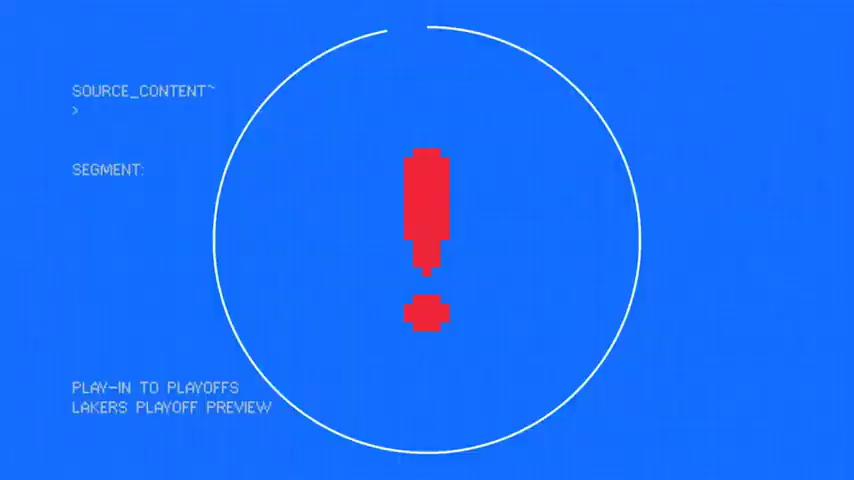 SOURCE_CONTENT~
>
SEGMENT:
!
PLAY-IN TO PLAYOFFS
LAKERS PLAYOFF PREVIEW